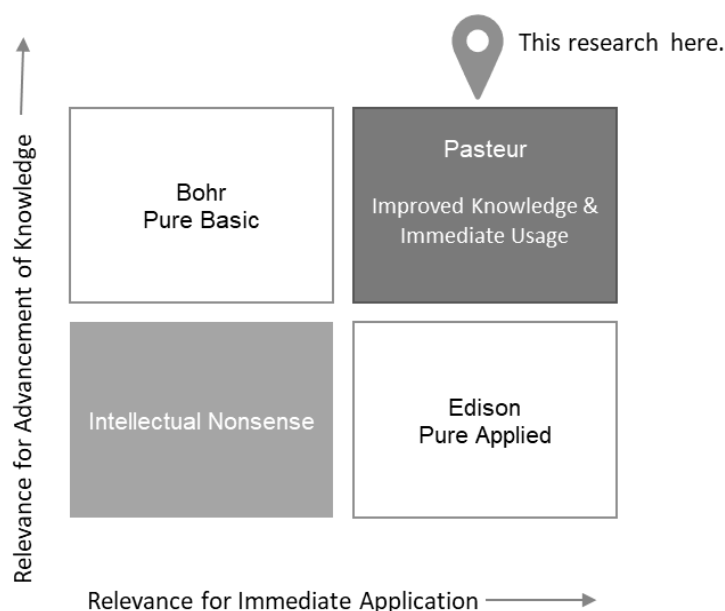 This research here.
Relevance for Advancement of Knowledge
Bohr
Pure Basic
Pasteur
Improved Knowledge &
Immediate Usage
Intellectual Nonsense
Edison
Pure Applied
Relevance for Immediate Application